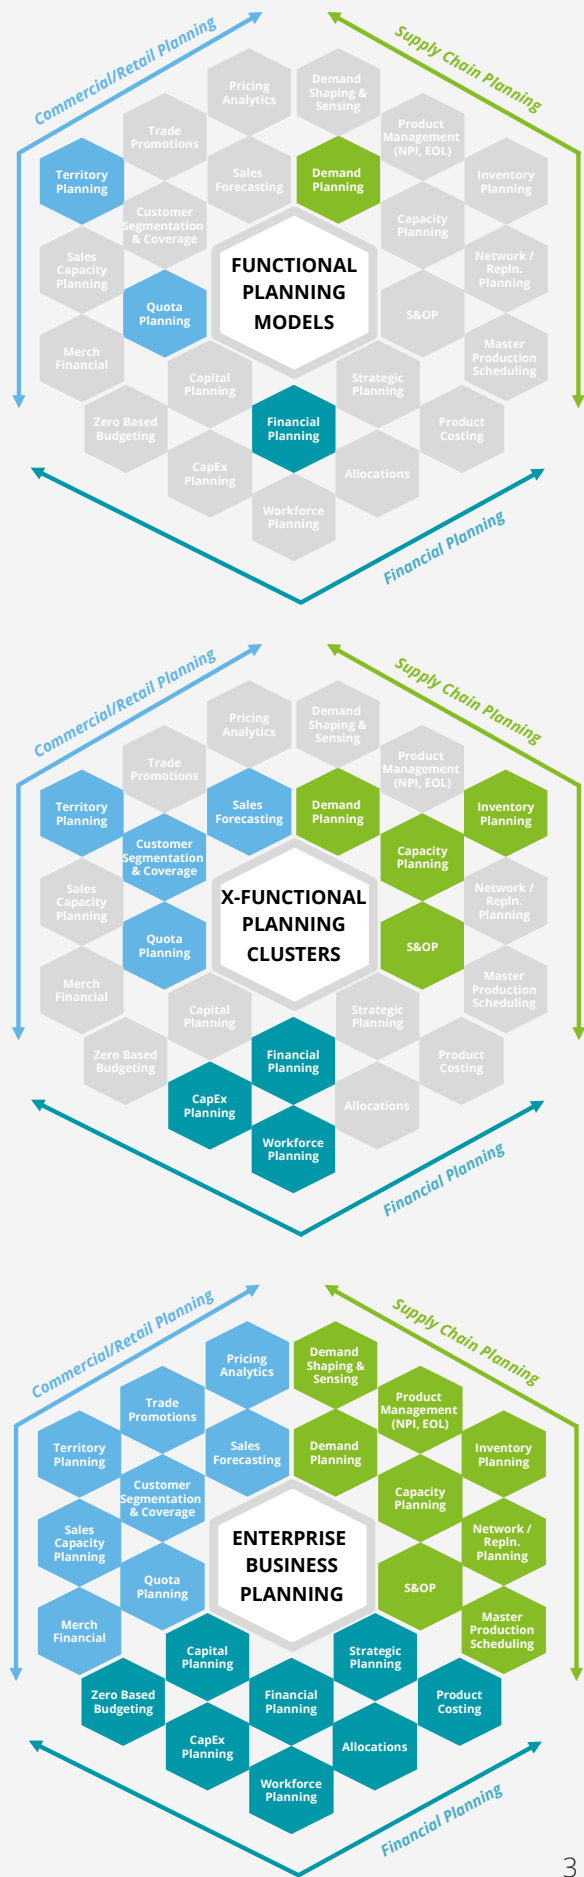 Commercial/Retail Planning
Supply Chain Planning
Pricing
Analytics
Demand
Shaping &
Sensing
Trade
Promotions
Product
Management
(NPI, EOL)
Territory
Planning
Sales
Forecasting
Demand
Planning
Inventory
Planning
Customer
Segmentation
& Coverage
Capacity
Planning
Sales
Capacity
Planning
FUNCTIONAL
PLANNING
MODELS
Network /
Repln.
Planning
Quota
Planning
S&OP
Merch
Financial
Master
Production
Scheduling
Capital
Planning
Strategic
Planning
Zero Based
Budgeting
Financial
Planning
Product
Costing
CapEx
Planning
Allocations
Workforce
Planning
Financial Planning
Commercial/Retail Planning
Supply Chain Planning
Pricing
Analytics
Demand
Shaping &
Sensing
Trade
Promotions
Product
Management
(NPI, EOL)
Territory
Planning
Sales
Forecasting
Demand
Planning
Inventory
Planning
Customer
Segmentation
& Coverage
Capacity
Planning
Sales
Capacity
Planning
X-FUNCTIONAL
PLANNING
CLUSTERS
Network /
Repln.
Planning
Quota
Planning
S&OP
Merch
Financial
Master
Production
Scheduling
Capital
Planning
Strategic
Planning
Zero Based
Budgeting
Financial
Planning
Product
Costing
CapEx
Planning
Allocations
Workforce
Planning
Financial Planning
Commercial/Retail Planning
Supply Chain Planning
Pricing
Analytics
Demand
Shaping &
Sensing
Trade
Promotions
Product
Management
(NPI, EOL)
Territory
Planning
Sales
Forecasting
Demand
Planning
Inventory
Planning
Customer
Segmentation
& Coverage
Capacity
Planning
Sales
Capacity
Planning
ENTERPRISE
BUSINESS
PLANNING
Network /
Repln.
Planning
Quota
Planning
S&OP
Merch
Financial
Master
Production
Scheduling
Capital
Planning
Strategic
Planning
Zero Based
Budgeting
Financial
Planning
Product
Costing
CapEx
Planning
Allocations
Workforce
Planning
Financial Planning
3